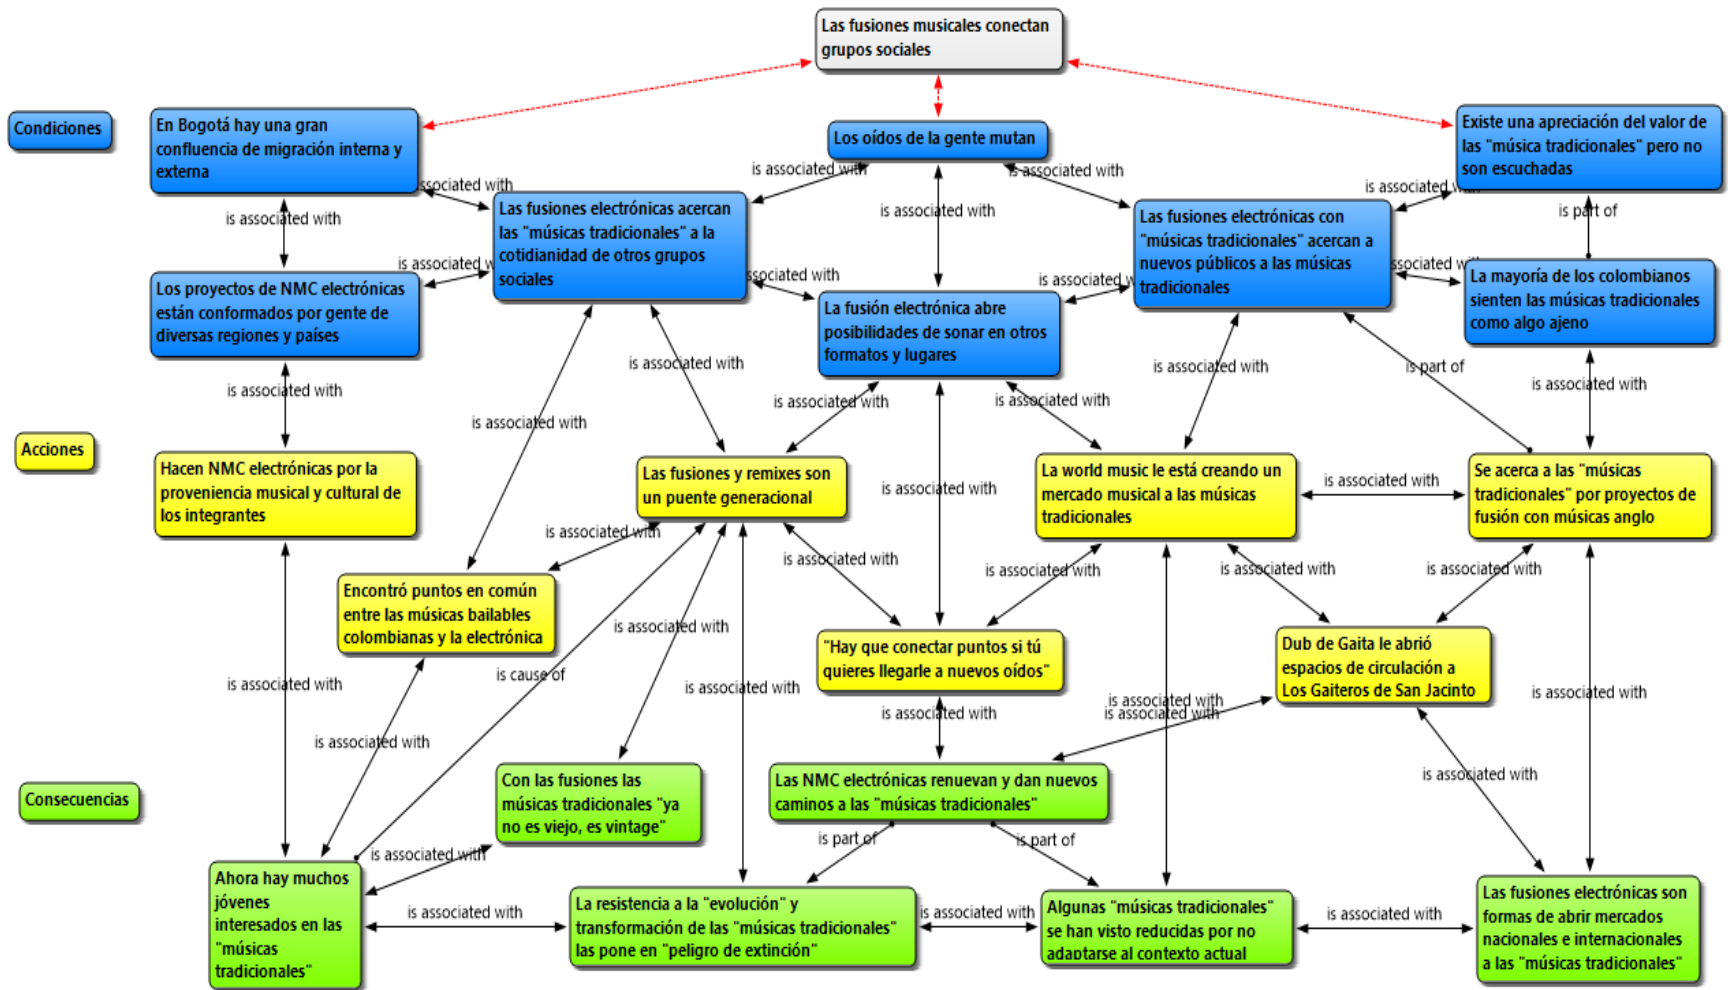 Las fusiones musicales conectan
grupos sociales
Condiciones
En Bogotá hay una gran
confluencia de migración interna y
externa
Los oídos de la gente mutan
Existe una apreciación del valor de
las "música tradicionales" pero no
son escuchadas
is associated with
is associated with
is associated with
associated with
is associated with
is associated with
is part of
Las fusiones electrónicas acercan
las "músicas tradicionales" a la
cotidianidad de otros grupos
sociales
Las fusiones electrónicas con
"músicas tradicionales" acercan a
nuevos públicos a las músicas
tradicionales
is associated
associated with
is associated
associated
Los proyectos de NMC electrónicas
están conformados por gente de
diversas regiones y países
La fusión electrónica abre
posibilidades de sonar en otros
formatos y lugares
La mayoría de los colombianos
sienten las músicas tradicionales
como algo ajeno
is associated with
is associated with
is associated with
is part of
is associated with
is associated with
is associated with
is associated with
Acciones
Hacen NMC electrónicas por la
proveniencia musical y cultural de
los integrantes
Las fusiones y remixes son
un puente generacional
La world music le está creando un
mercado musical a las músicas
tradicionales
Se acerca a las "músicas
tradicionales" por proyectos de
fusión con músicas anglo
is associated with
is associated with
is associated with
is associated with
is associated with
is associated with
is associated with
Encontró puntos en común
entre las músicas bailables
colombianas y la electrónica
is associated with
"Hay que conectar puntos si tú
quieres llegarle a nuevos oídos"
Dub de Gaita le abrió
espacios de circulación a
Los Gaiteros de San Jacinto
is associated with
is cause of
is associated with
is associated with
is associated with
is associated with
is associated with
is associated with
is associated with
Consecuencias
Con las fusiones las
músicas tradicionales "ya
no es viejo, es vintage"
Las NMC electrónicas renuevan y dan nuevos
caminos a las "músicas tradicionales"
is associated with
is part of
is part of
Ahora hay muchos
jóvenes
interesados en las
"músicas
tradicionales"
is associated with
La resistencia a la "evolución" y
transformación de las "músicas tradicionales"
las pone en "peligro de extinción"
is associated with
Algunas "músicas tradicionales"
se han visto reducidas por no
adaptarse al contexto actual
is associated with
Las fusiones electrónicas son
formas de abrir mercados
nacionales e internacionales
a las "músicas tradicionales"